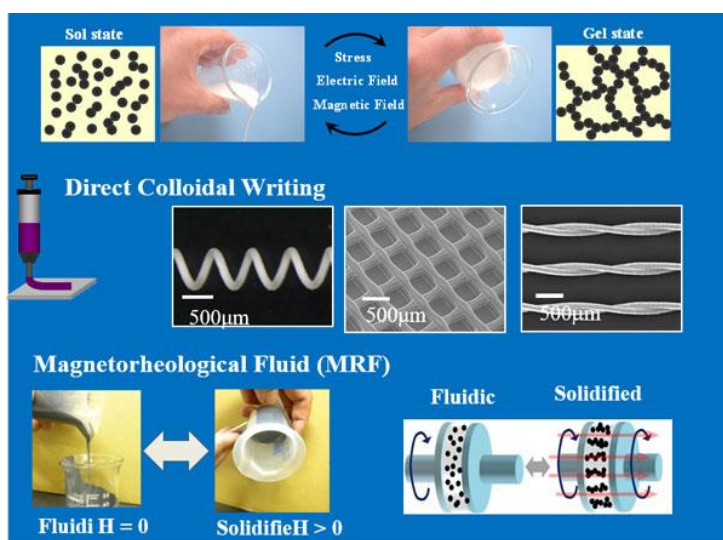 Sol state
Gel state
Stress
Electric Field
Magnetic Field
Direct Colloidal Writing
500μm
500μm
500μm
Magnetorheological Fluid (MRF)
Fluidic
Solidified
Fluidi H = 0
SolidifieH > 0